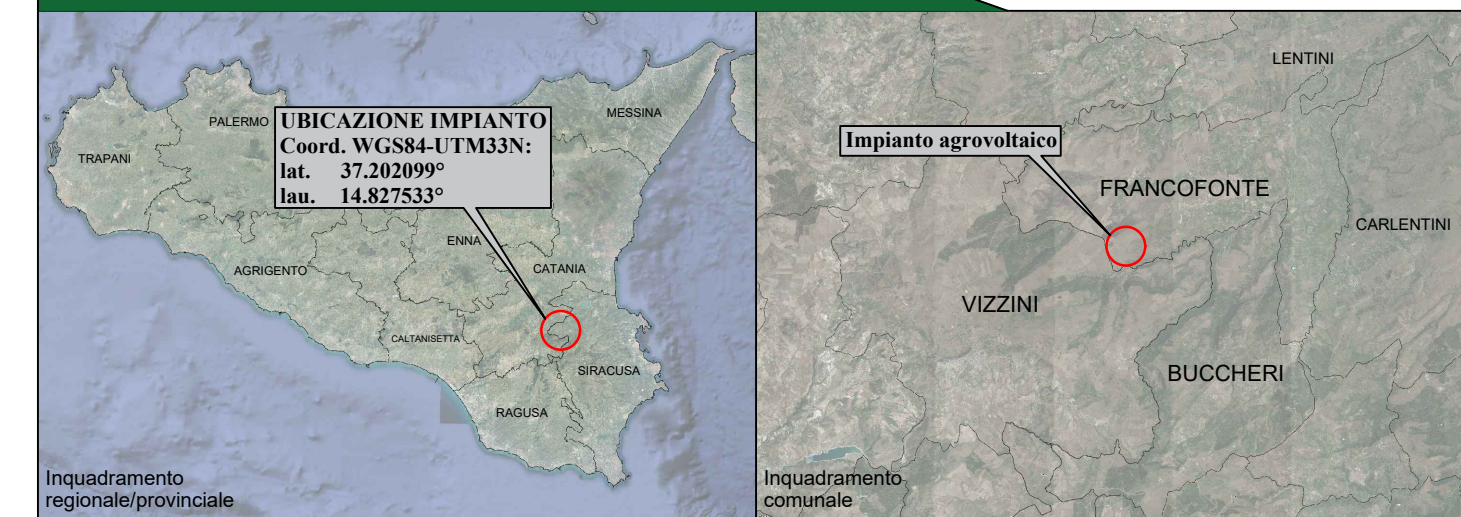 PALERMO
TRAPANI
UBICAZIONE IMPIANTO
Coord. WGS84-UTM33N:
lat. 37.202099°
lau. 14.827533°
MESSINA
ENNA
CATANIA
AGRIGENTO
CALTANISETTA
SIRACUSA
RAGUSA
Inquadramento
regionale/provinciale
LENTINI
Impianto agrovoltaico
FRANCOFONTE
CARLENTINI
VIZZINI
BUCCHERI
Inquadramento
comunale